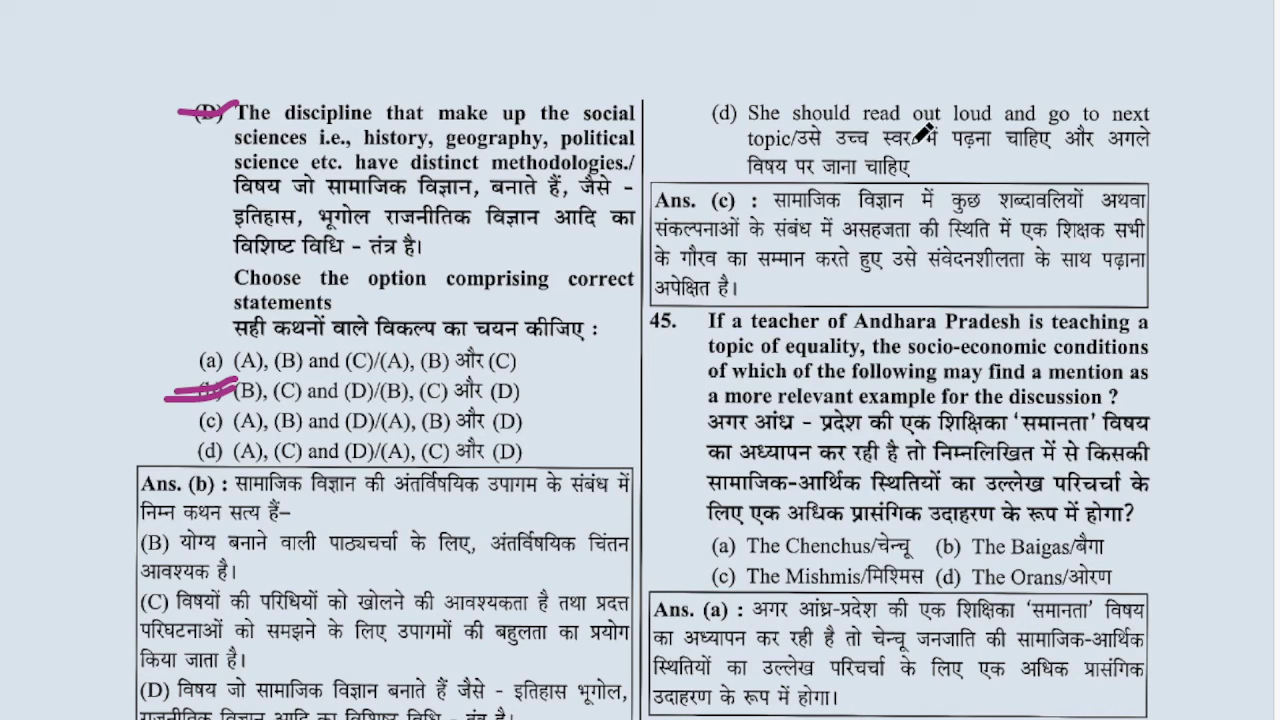 (D) The discipline that make up the social
sciences i.e., history, geography, political
science etc. have distinct methodologies./
विषय जो सामाजिक विज्ञान, बनाते हैं, जैसे -
इतिहास, भूगोल राजनीतिक विज्ञान आदि का
विशिष्ट विधि - तंत्र है।
Choose the option comprising correct
statements
सही कथनों वाले विकल्प का चयन कीजिए :
(a) (A), (B) and (C)/(A), (B) और (C)
(b) (B), (C) and (D)/(B), (C) और (D)
(c) (A), (B) and (D)/(A), (B) और (D)
(d) (A), (C) and (D)/(A), (C) और (D)
Ans. (b) : सामाजिक विज्ञान की अंतर्विषयिक उपागम के संबंध में
निम्न कथन सत्य हैं–
(B) योग्य बनाने वाली पाठ्यचर्चा के लिए, अंतर्विषयिक चिंतन
आवश्यक है।
(C) विषयों की परिधियों को खोलने की आवश्यकता है तथा प्रदत्त
परिघटनाओं को समझने के लिए उपागमों की बहुलता का प्रयोग
किया जाता है।
(D) विषय जो सामाजिक विज्ञान बनाते हैं जैसे - इतिहास भूगोल,
राजनीतिक विज्ञान आदि का विशिष्ट विधि - तंत्र है।
(d) She should read out loud and go to next
topic/उसे उच्च स्वर में पढ़ना चाहिए और अगले
विषय पर जाना चाहिए
Ans. (c) : सामाजिक विज्ञान में कुछ शब्दावलियों अथवा
संकल्पनाओं के संबंध में असहजता की स्थिति में एक शिक्षक सभी
के गौरव का सम्मान करते हुए उसे संवेदनशीलता के साथ पढ़ाना
अपेक्षित है।
45. If a teacher of Andhara Pradesh is teaching a
topic of equality, the socio-economic conditions
of which of the following may find a mention as
a more relevant example for the discussion ?
अगर आंध्र - प्रदेश की एक शिक्षिका 'समानता' विषय
का अध्यापन कर रही है तो निम्नलिखित में से किसकी
सामाजिक-आर्थिक स्थितियों का उल्लेख परिचर्चा के
लिए एक अधिक प्रासंगिक उदाहरण के रूप में होगा?
(a) The Chenchus/चेन्चू (b) The Baigas/बैगा
(c) The Mishmis/मिश्मिस (d) The Orans/ओरण
Ans. (a) : अगर आंध्र-प्रदेश की एक शिक्षिका 'समानता' विषय
का अध्यापन कर रही है तो चेन्चू जनजाति की सामाजिक-आर्थिक
स्थितियों का उल्लेख परिचर्चा के लिए एक अधिक प्रासंगिक
उदाहरण के रूप में होगा।